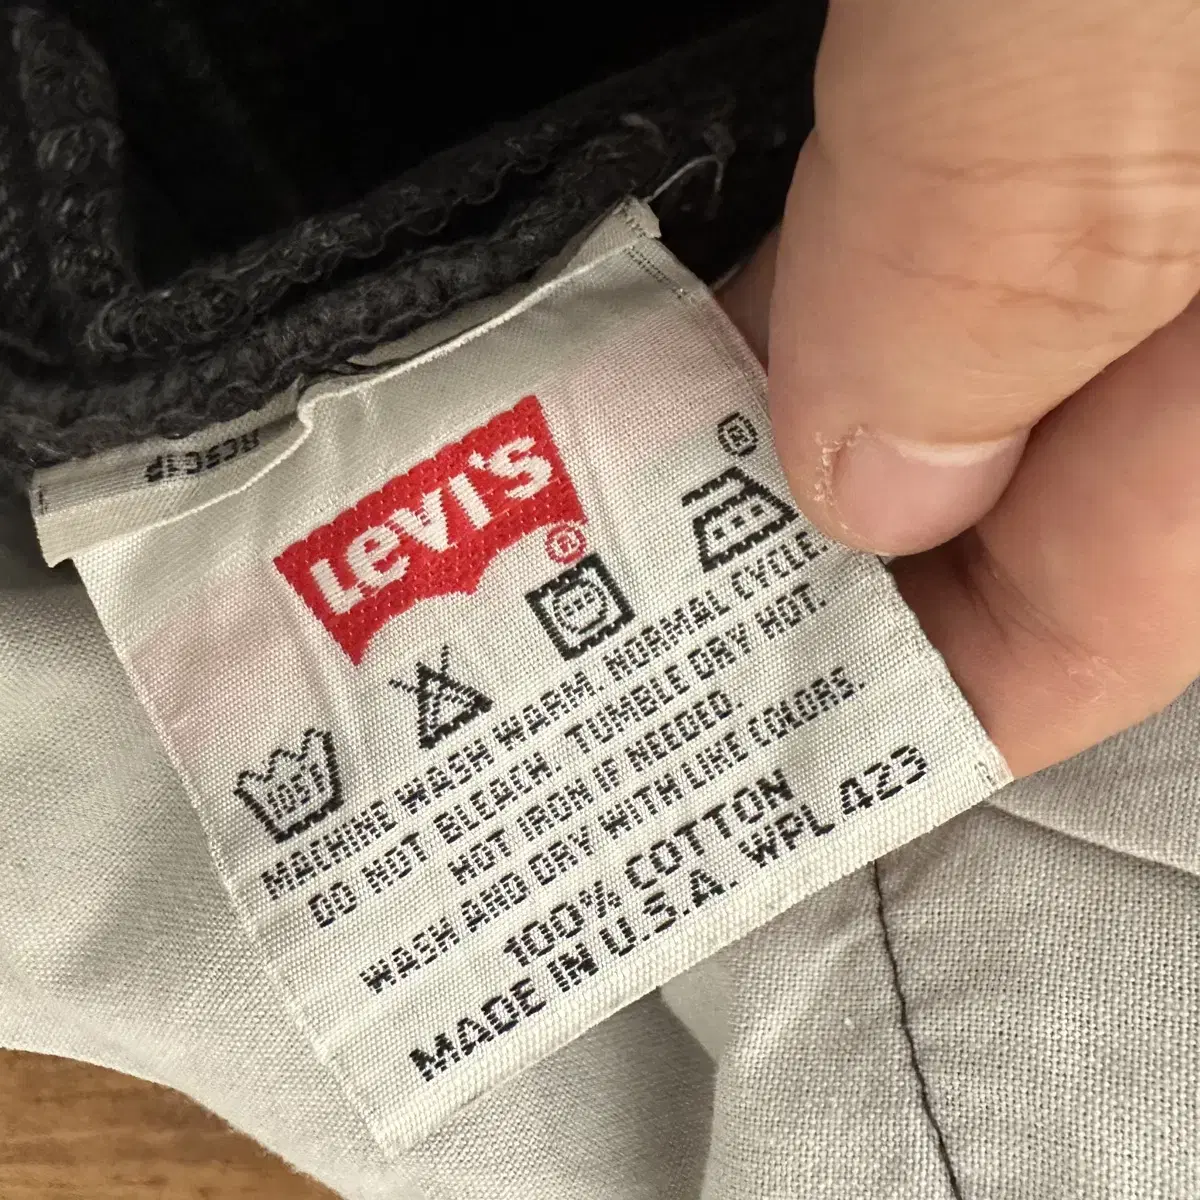 Levi's
®
®
105F
MACHINE WASH WARM. NORMAL CYCLE.
DO NOT BLEACH. TUMBLE DRY HOT.
HOT IRON IF NEEDED.
WASH AND DRY WITH LIKE COLORS.
100% COTTON
MADE IN U.S.A. WPL 423